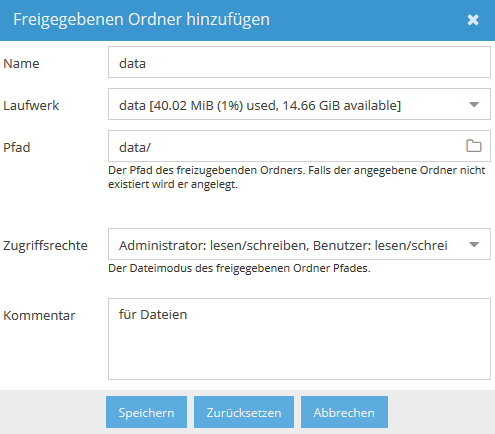 Freigegebenen Ordner hinzufügen
Name
data
Laufwerk
data [40.02 MiB (1%) used, 14.66 GiB available]
Pfad
data/
Der Pfad des freizugebenden Ordners. Falls der angegebene Ordner nicht
existiert wird er angelegt.
Zugriffsrechte
Administrator: lesen/schreiben, Benutzer: lesen/schrei
Der Dateimodus des freigegebenen Ordner Pfades.
Kommentar
für Dateien
Speichern
Zurücksetzen
Abbrechen